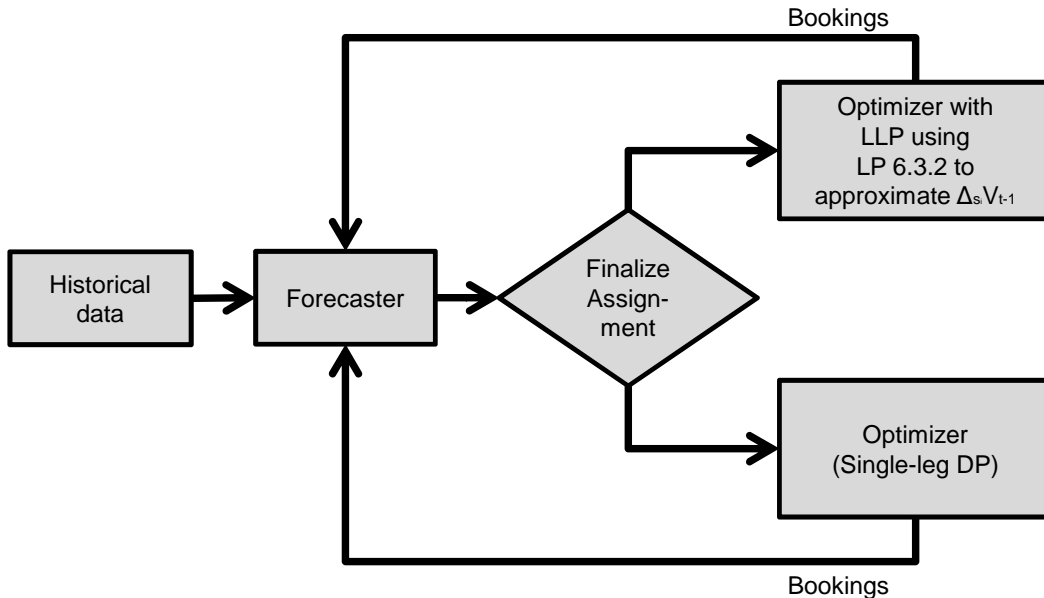 Bookings
Optimizer with
LLP using
LP 6.3.2 to
approximate ΔsᵢVt-1
Historical
data
Forecaster
Finalize
Assign-
ment
Optimizer
(Single-leg DP)
Bookings